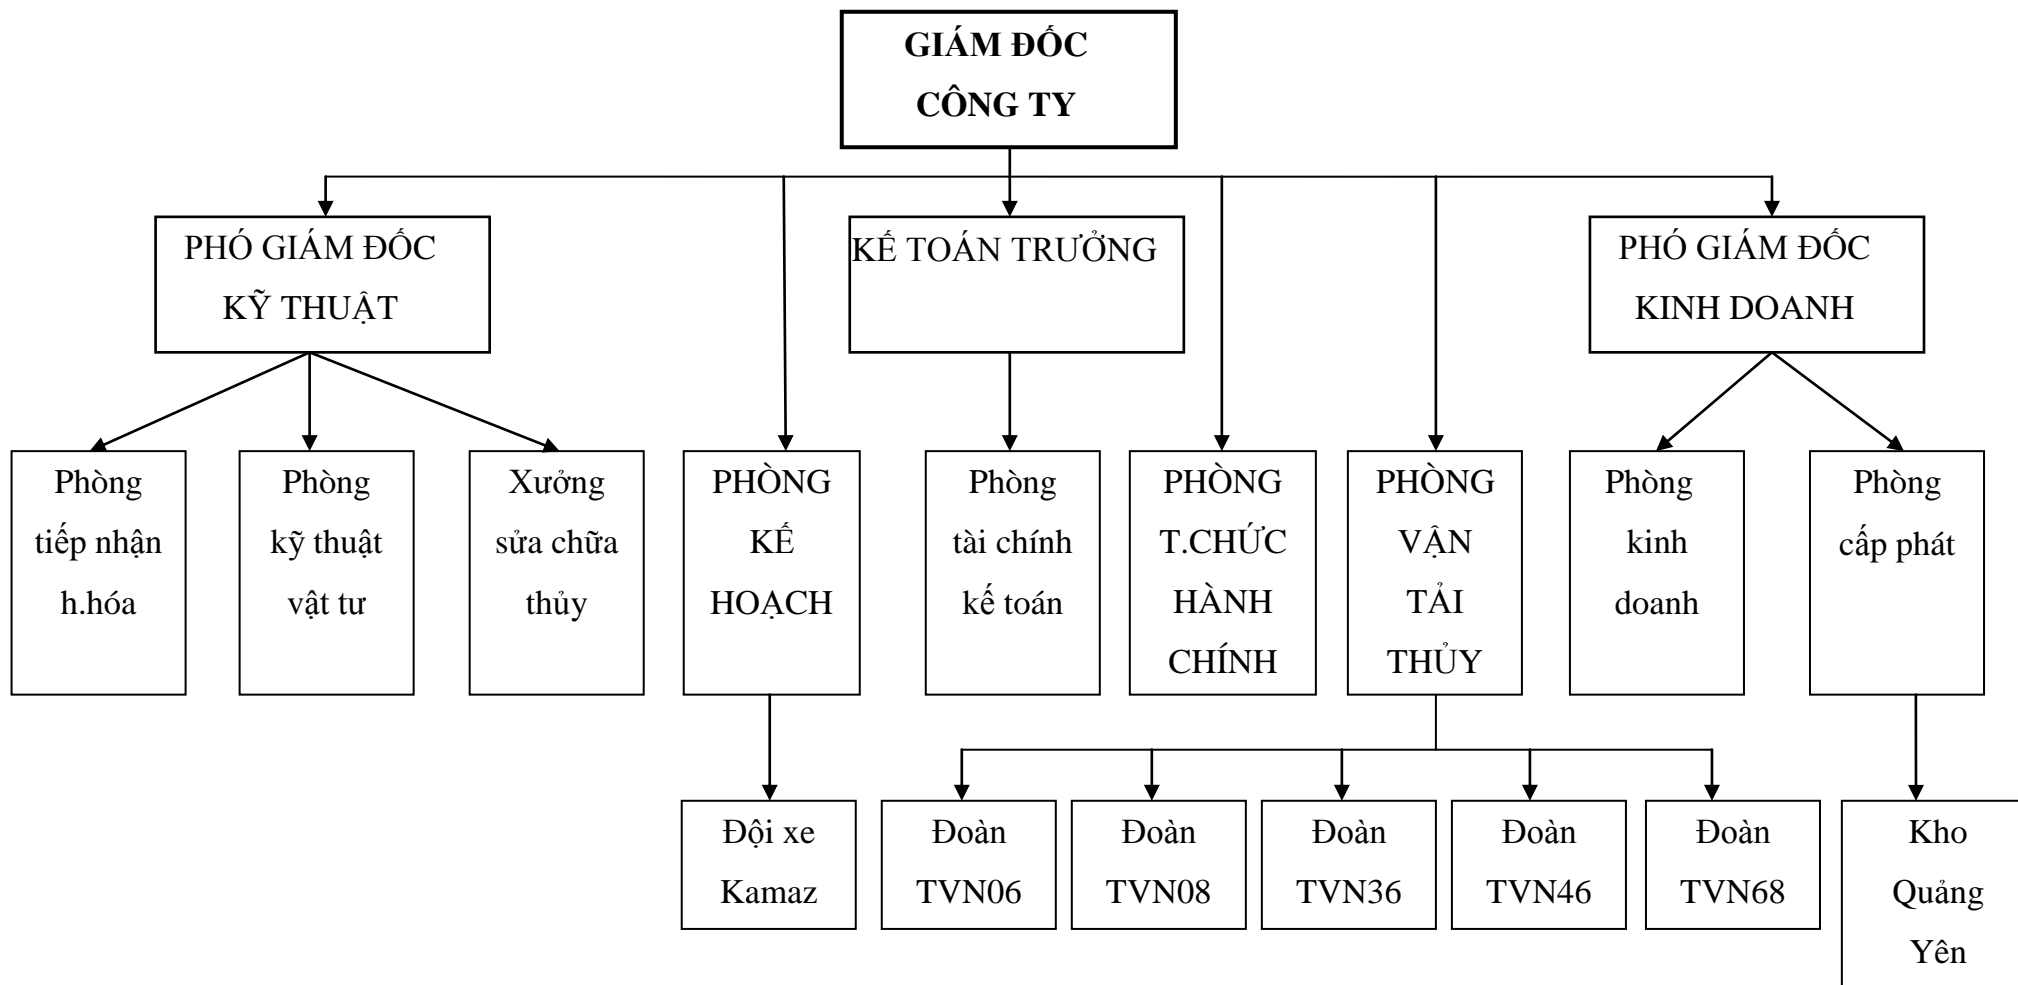 GIÁM ĐỐC
CÔNG TY
PHÓ GIÁM ĐỐC
KỸ THUẬT
KẾ TOÁN TRƯỞNG
PHÓ GIÁM ĐỐC
KINH DOANH
Phòng
tiếp nhận
h.hóa
Phòng
kỹ thuật
vật tư
Xưởng
sửa chữa
thủy
PHÒNG
KẾ
HOẠCH
Phòng
tài chính
kế toán
PHÒNG
T.CHỨC
HÀNH
CHÍNH
PHÒNG
VẬN
TẢI
THỦY
Phòng
kinh
doanh
Phòng
cấp phát
Đội xe
Kamaz
Đoàn
TVN06
Đoàn
TVN08
Đoàn
TVN36
Đoàn
TVN46
Đoàn
TVN68
Kho
Quảng
Yên